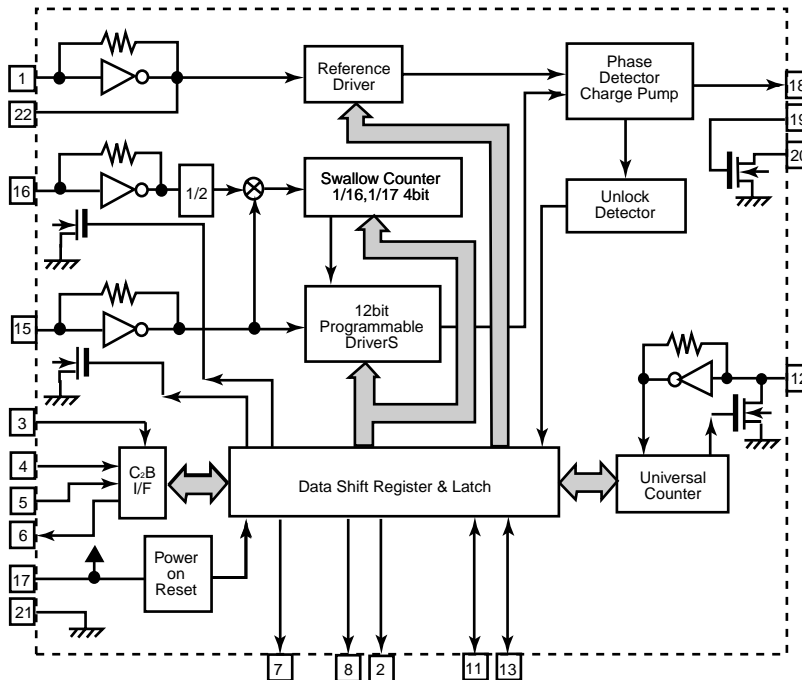 1
Reference
Driver
Phase
Detector
Charge Pump
18
22
19
20
16
1/2
Swallow Counter
1/16,1/17 4bit
Unlock
Detector
15
12bit
Programmable
DriverS
12
3
4
5
6
C2B
I/F
Data Shift Register & Latch
Universal
Counter
17
Power
on
Reset
21
7
8
2
11
13